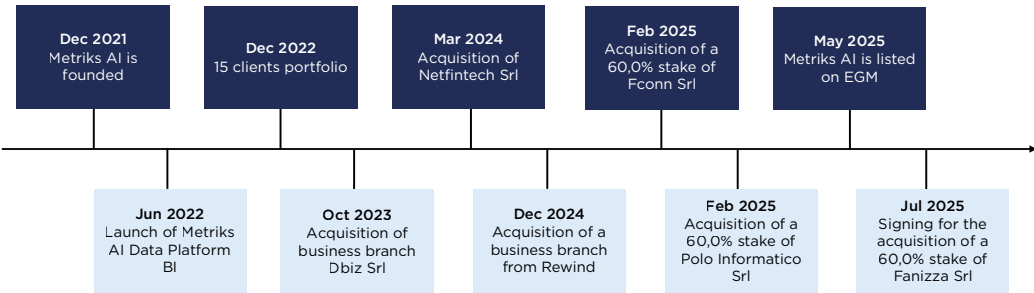 Dec 2021
Metriks AI is
founded
Dec 2022
15 clients portfolio
Mar 2024
Acquisition of
Netfintech Srl
Feb 2025
Acquisition of a
60,0% stake of
Fconn Srl
May 2025
Metriks AI is listed
on EGM
Jun 2022
Launch of Metriks
AI Data Platform
BI
Oct 2023
Acquisition of
business branch
Dbiz Srl
Dec 2024
Acquisition of a
business branch
from Rewind
Feb 2025
Acquisition of a
60,0% stake of
Polo Informatico
Srl
Jul 2025
Signing for the
acquisition of a
60,0% stake of
Fanizza Srl